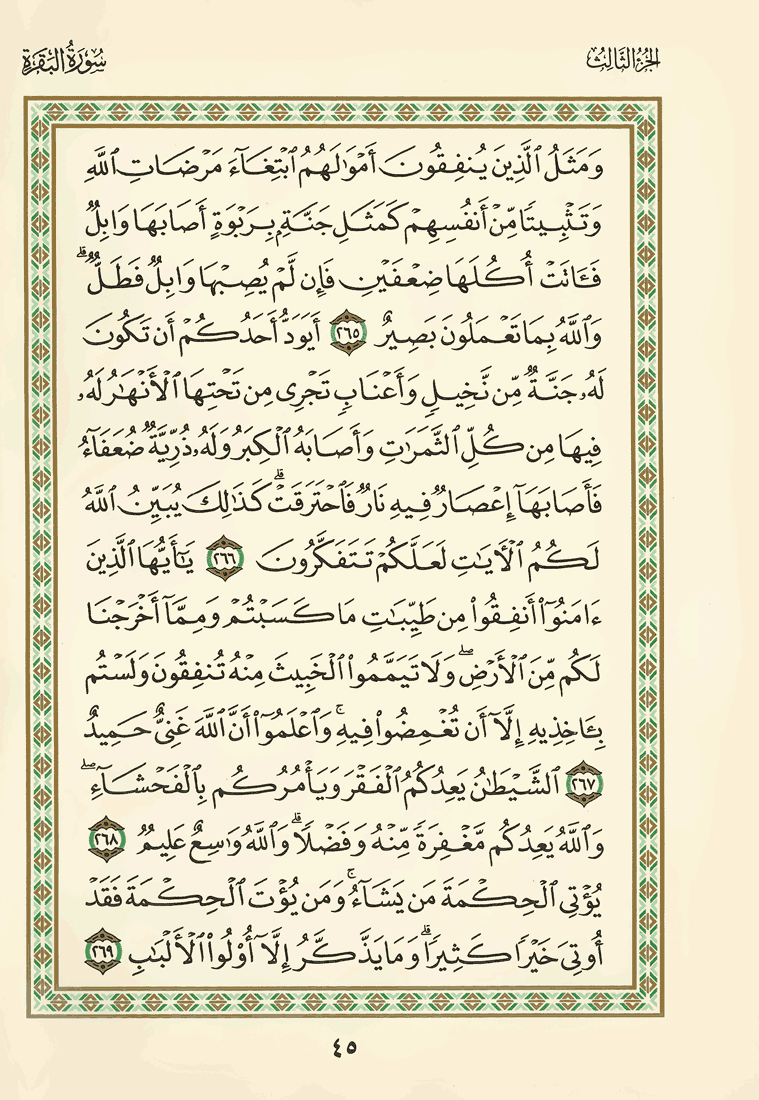 الجزء الثالث
سورة البقرة
وَمَثَلُ ٱلَّذِينَ يُنفِقُونَ أَمْوَٰلَهُمُ ٱبْتِغَآءَ مَرْضَاتِ ٱللَّهِ
وَتَثْبِيتًا مِّنْ أَنفُسِهِمْ كَمَثَلِ جَنَّةٍۭ بِرَبْوَةٍ أَصَابَهَا وَابِلٌ
فَـَٔاتَتْ أُكُلَهَا ضِعْفَيْنِ فَإِن لَّمْ يُصِبْهَا وَابِلٌ فَطَلٌّ ۗ
وَٱللَّهُ بِمَا تَعْمَلُونَ بَصِيرٌ ٢٦٥ أَيَوَدُّ أَحَدُكُمْ أَن تَكُونَ
لَهُۥ جَنَّةٌ مِّن نَّخِيلٍ وَأَعْنَابٍ تَجْرِى مِن تَحْتِهَا ٱلْأَنْهَٰرُ لَهُۥ
فِيهَا مِن كُلِّ ٱلثَّمَرَٰتِ وَأَصَابَهُ ٱلْكِبَرُ وَلَهُۥ ذُرِّيَّةٌ ضُعَفَآءُ
فَأَصَابَهَآ إِعْصَارٌ فِيهِ نَارٌ فَٱحْتَرَقَتْ ۗ كَذَٰلِكَ يُبَيِّنُ ٱللَّهُ
لَكُمُ ٱلْـَٔايَٰتِ لَعَلَّكُمْ تَتَفَكَّرُونَ ٢٦٦ يَٰٓأَيُّهَا ٱلَّذِينَ
ءَامَنُوٓا۟ أَنفِقُوا۟ مِن طَيِّبَٰتِ مَا كَسَبْتُمْ وَمِمَّآ أَخْرَجْنَا
لَكُم مِّنَ ٱلْأَرْضِ ۖ وَلَا تَيَمَّمُوا۟ ٱلْخَبِيثَ مِنْهُ تُنفِقُونَ وَلَسْتُم
بِـَٔاخِذِيهِ إِلَّآ أَن تُغْمِضُوا۟ فِيهِ ۚ وَٱعْلَمُوٓا۟ أَنَّ ٱللَّهَ غَنِىٌّ حَمِيدٌ
٢٦٧ ٱلشَّيْطَٰنُ يَعِدُكُمُ ٱلْفَقْرَ وَيَأْمُرُكُم بِٱلْفَحْشَآءِ ۖ
وَٱللَّهُ يَعِدُكُم مَّغْفِرَةً مِّنْهُ وَفَضْلًا ۗ وَٱللَّهُ وَٰسِعٌ عَلِيمٌ ٢٦٨
يُؤْتِى ٱلْحِكْمَةَ مَن يَشَآءُ ۚ وَمَن يُؤْتَ ٱلْحِكْمَةَ فَقَدْ
أُوتِىَ خَيْرًا كَثِيرًا ۗ وَمَا يَذَّكَّرُ إِلَّآ أُو۟لُوا۟ ٱلْأَلْبَٰبِ ٢٦٩
٤٥